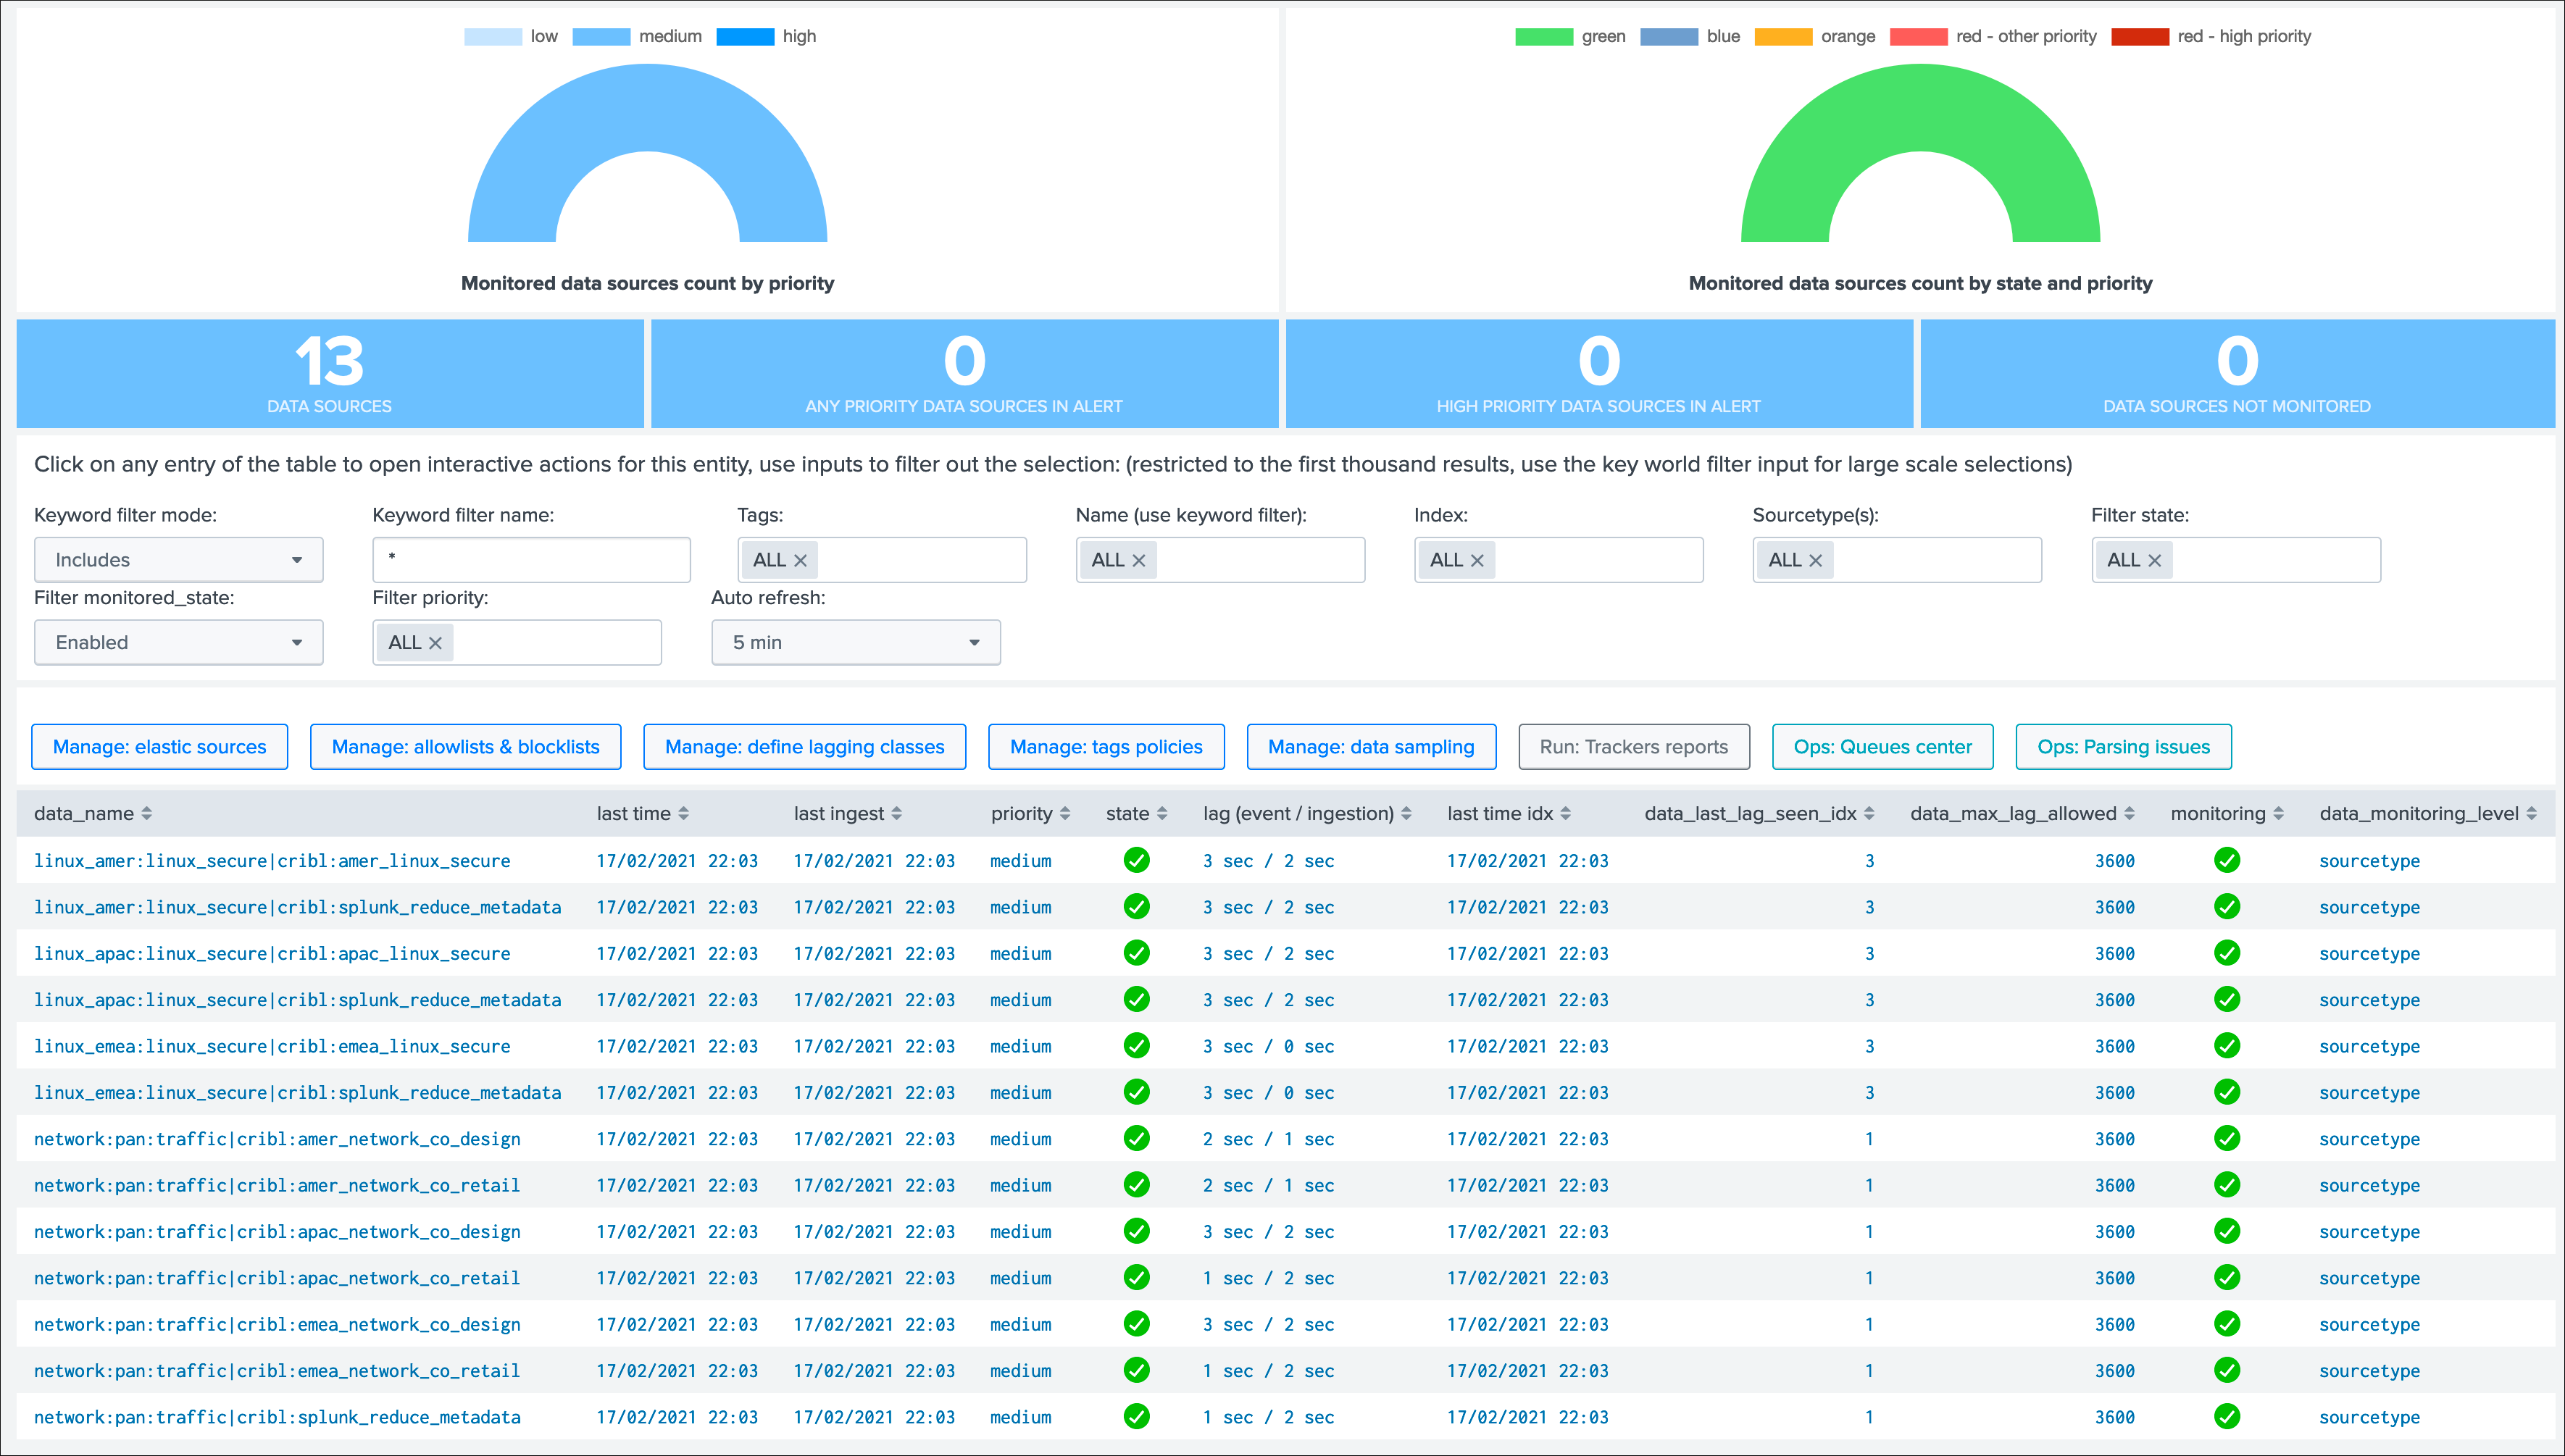 low medium high
green blue orange red - other priority red - high priority
Monitored data sources count by priority
Monitored data sources count by state and priority
13
DATA SOURCES
0
ANY PRIORITY DATA SOURCES IN ALERT
0
HIGH PRIORITY DATA SOURCES IN ALERT
0
DATA SOURCES NOT MONITORED
Click on any entry of the table to open interactive actions for this entity, use inputs to filter out the selection: (restricted to the first thousand results, use the key world filter input for large scale selections)
Keyword filter mode: Keyword filter name: Tags: Name (use keyword filter): Index: Sourcetype(s): Filter state:
Includes * ALL ALL ALL ALL ALL
Filter monitored_state: Filter priority: Auto refresh:
Enabled ALL 5 min
Manage: elastic sources Manage: allowlists & blocklists Manage: define lagging classes Manage: tags policies Manage: data sampling Run: Trackers reports Ops: Queues center Ops: Parsing issues
data_name last time last ingest priority state lag (event / ingestion) last time idx data_last_lag_seen_idx data_max_lag_allowed monitoring data_monitoring_level
linux_amer:linux_secure|cribl:amer_linux_secure 17/02/2021 22:03 17/02/2021 22:03 medium 3 sec / 2 sec 17/02/2021 22:03 3 3600 sourcetype
linux_amer:linux_secure|cribl:splunk_reduce_metadata 17/02/2021 22:03 17/02/2021 22:03 medium 3 sec / 2 sec 17/02/2021 22:03 3 3600 sourcetype
linux_apac:linux_secure|cribl:apac_linux_secure 17/02/2021 22:03 17/02/2021 22:03 medium 3 sec / 2 sec 17/02/2021 22:03 3 3600 sourcetype
linux_apac:linux_secure|cribl:splunk_reduce_metadata 17/02/2021 22:03 17/02/2021 22:03 medium 3 sec / 2 sec 17/02/2021 22:03 3 3600 sourcetype
linux_emea:linux_secure|cribl:emea_linux_secure 17/02/2021 22:03 17/02/2021 22:03 medium 3 sec / 0 sec 17/02/2021 22:03 3 3600 sourcetype
linux_emea:linux_secure|cribl:splunk_reduce_metadata 17/02/2021 22:03 17/02/2021 22:03 medium 3 sec / 0 sec 17/02/2021 22:03 3 3600 sourcetype
network:pan:traffic|cribl:amer_network_co_design 17/02/2021 22:03 17/02/2021 22:03 medium 2 sec / 1 sec 17/02/2021 22:03 1 3600 sourcetype
network:pan:traffic|cribl:amer_network_co_retail 17/02/2021 22:03 17/02/2021 22:03 medium 2 sec / 1 sec 17/02/2021 22:03 1 3600 sourcetype
network:pan:traffic|cribl:apac_network_co_design 17/02/2021 22:03 17/02/2021 22:03 medium 3 sec / 2 sec 17/02/2021 22:03 1 3600 sourcetype
network:pan:traffic|cribl:apac_network_co_retail 17/02/2021 22:03 17/02/2021 22:03 medium 1 sec / 2 sec 17/02/2021 22:03 1 3600 sourcetype
network:pan:traffic|cribl:emea_network_co_design 17/02/2021 22:03 17/02/2021 22:03 medium 3 sec / 2 sec 17/02/2021 22:03 1 3600 sourcetype
network:pan:traffic|cribl:emea_network_co_retail 17/02/2021 22:03 17/02/2021 22:03 medium 1 sec / 2 sec 17/02/2021 22:03 1 3600 sourcetype
network:pan:traffic|cribl:splunk_reduce_metadata 17/02/2021 22:03 17/02/2021 22:03 medium 1 sec / 2 sec 17/02/2021 22:03 1 3600 sourcetype